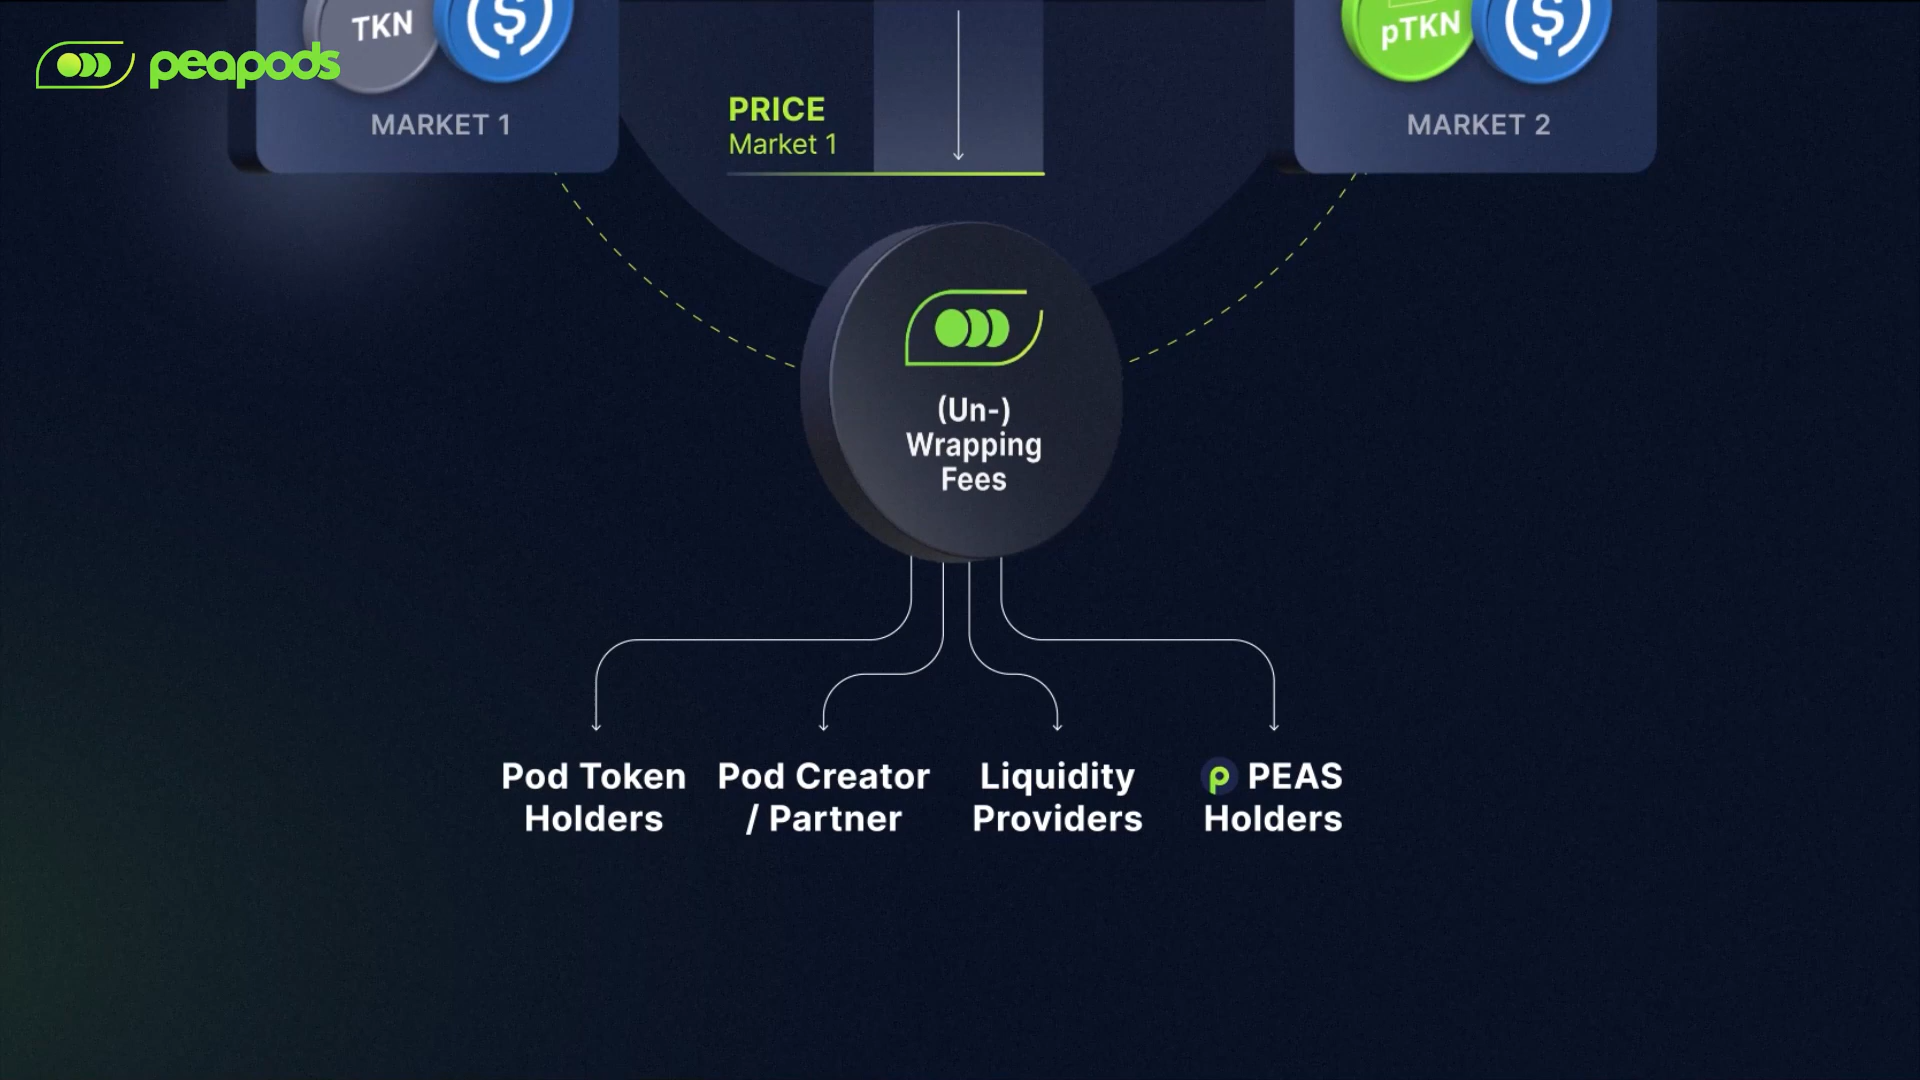 peapods
TKN
MARKET 1
PRICE
Market 1
pTKN
MARKET 2
(Un-)
Wrapping
Fees
Pod Token
Holders
Pod Creator
/ Partner
Liquidity
Providers
PEAS
Holders